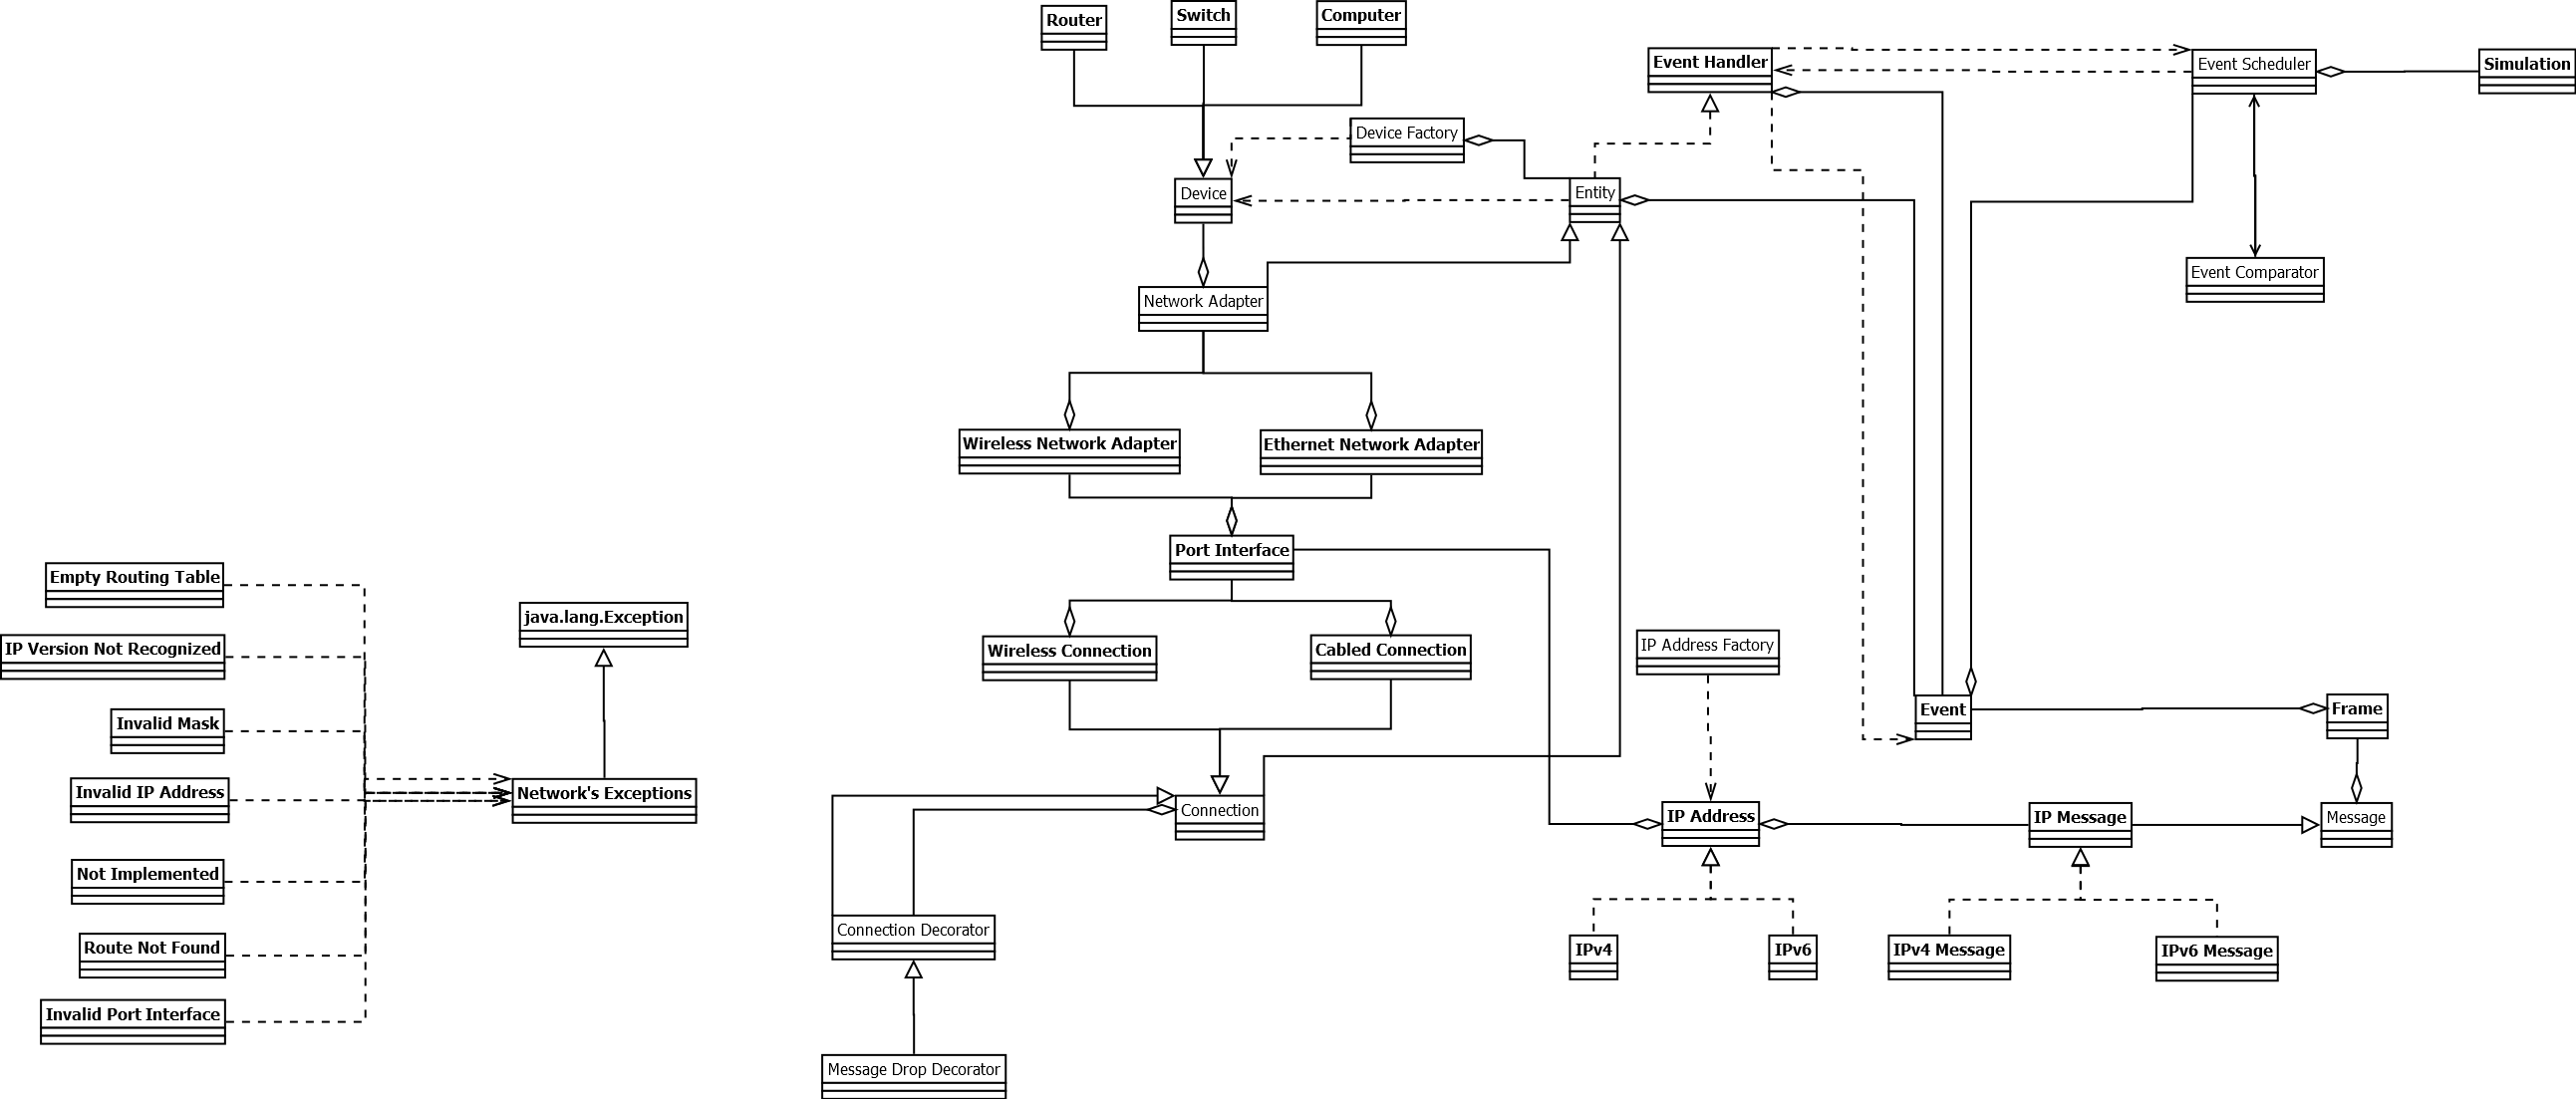 Router
Switch
Computer
Event Handler
Event Scheduler
Simulation
Device Factory
Device
Entity
Event Comparator
Network Adapter
Wireless Network Adapter
Ethernet Network Adapter
Port Interface
Empty Routing Table
java.lang.Exception
IP Version Not Recognized
Wireless Connection
Cabled Connection
IP Address Factory
Invalid Mask
Event
Frame
Invalid IP Address
Network's Exceptions
Connection
IP Address
IP Message
Message
Not Implemented
Connection Decorator
Route Not Found
IPv4
IPv6
IPv4 Message
IPv6 Message
Invalid Port Interface
Message Drop Decorator